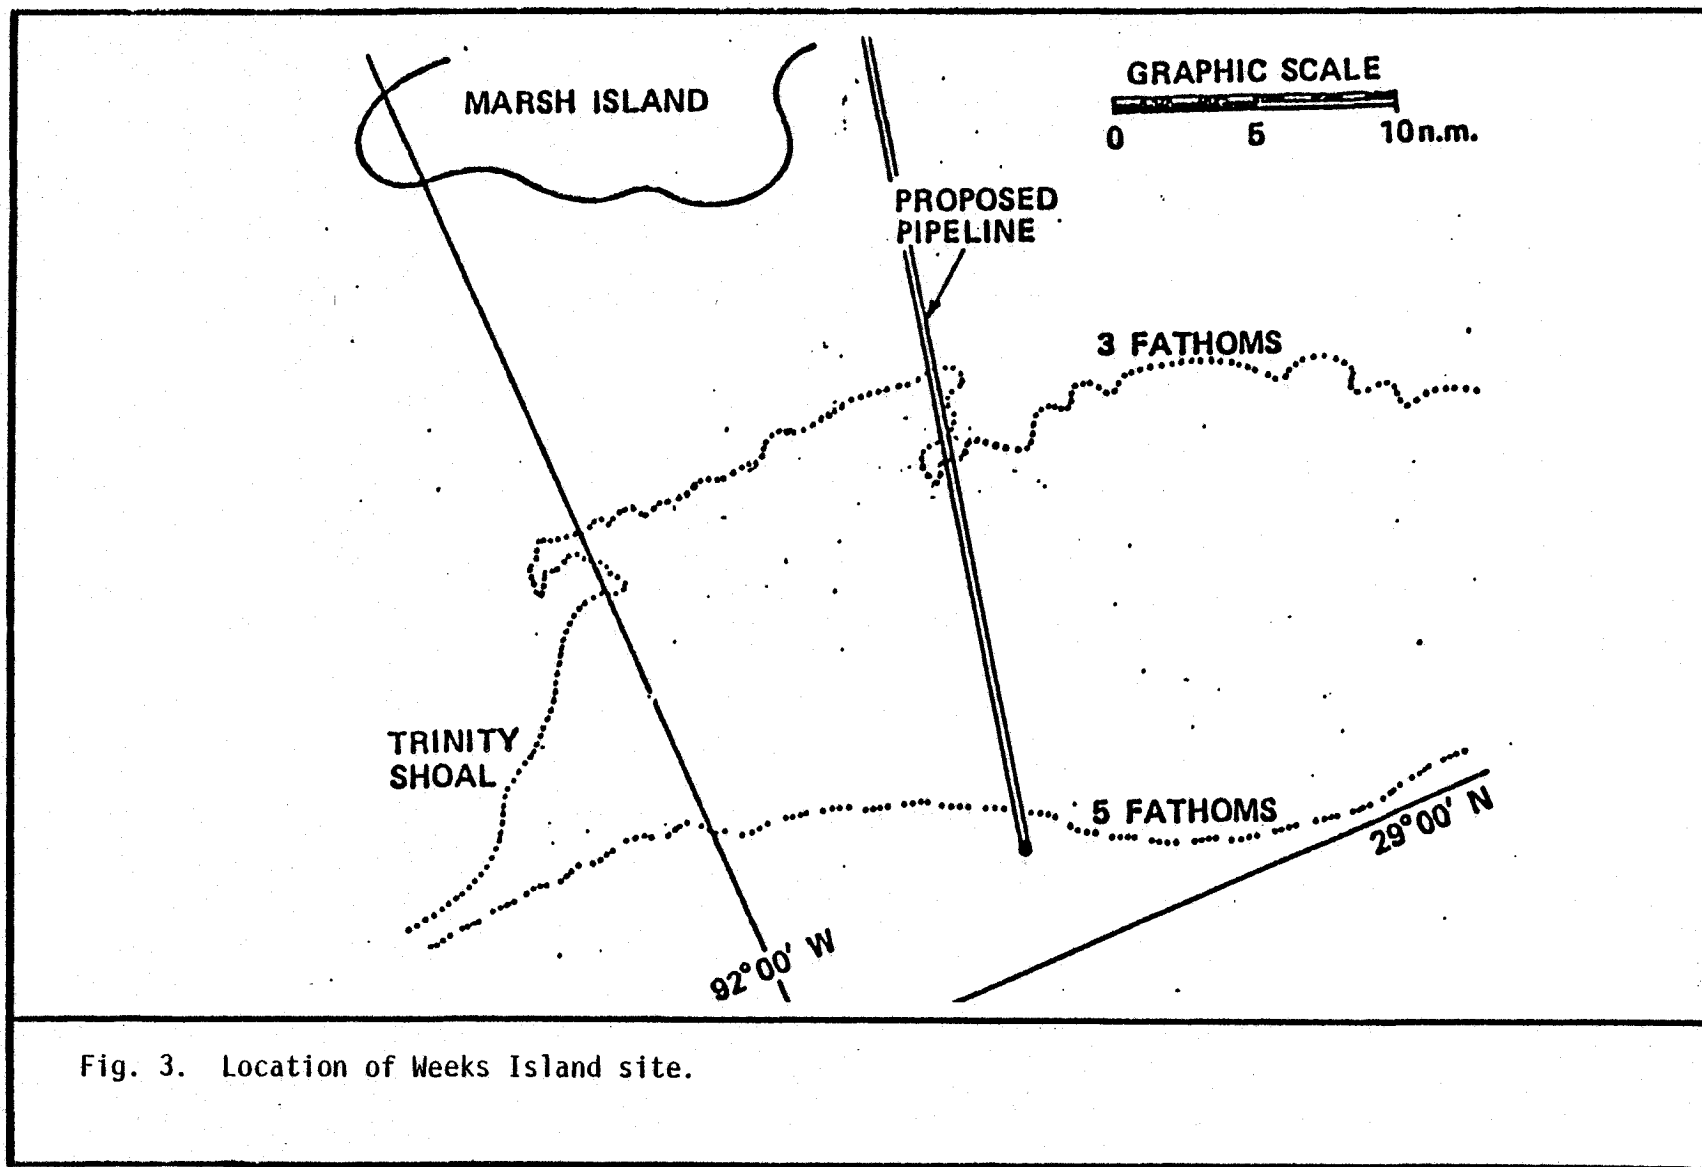 MARSH ISLAND
GRAPHIC SCALE
0 5 10 n.m.
PROPOSED
PIPELINE
3 FATHOMS
TRINITY
SHOAL
5 FATHOMS
29°00' N
92°00' W
Fig. 3. Location of Weeks Island site.